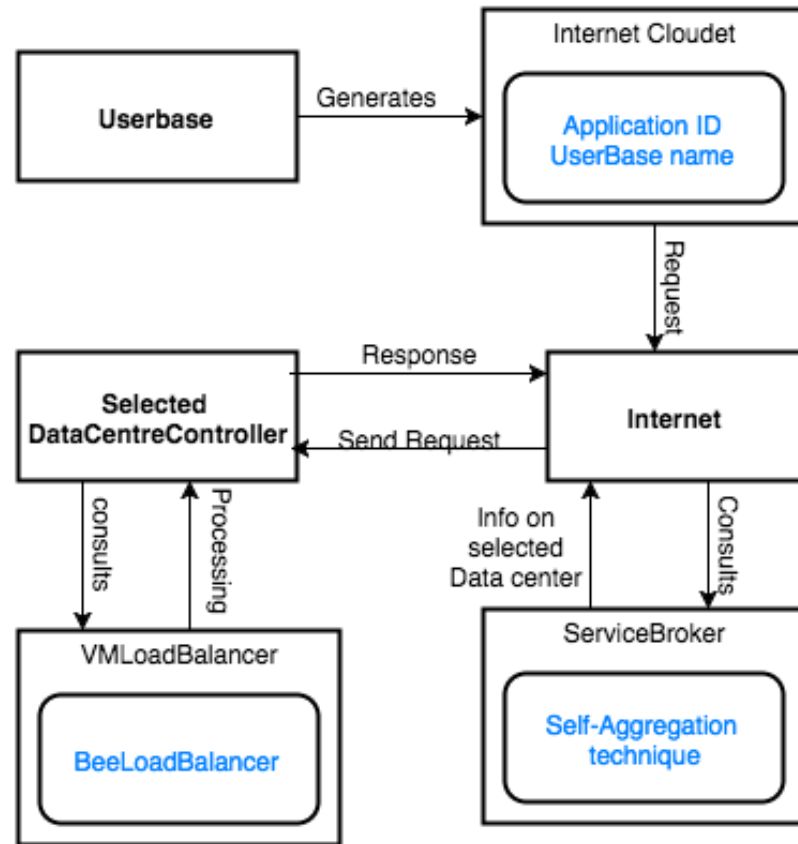 Internet Cloudet
Userbase
Generates
Application ID
UserBase name
Request
Selected
DataCentreController
Response
Send Request
Internet
consults
Processing
Info on
selected
Data center
Consults
VMLoadBalancer
BeeLoadBalancer
ServiceBroker
Self-Aggregation
technique